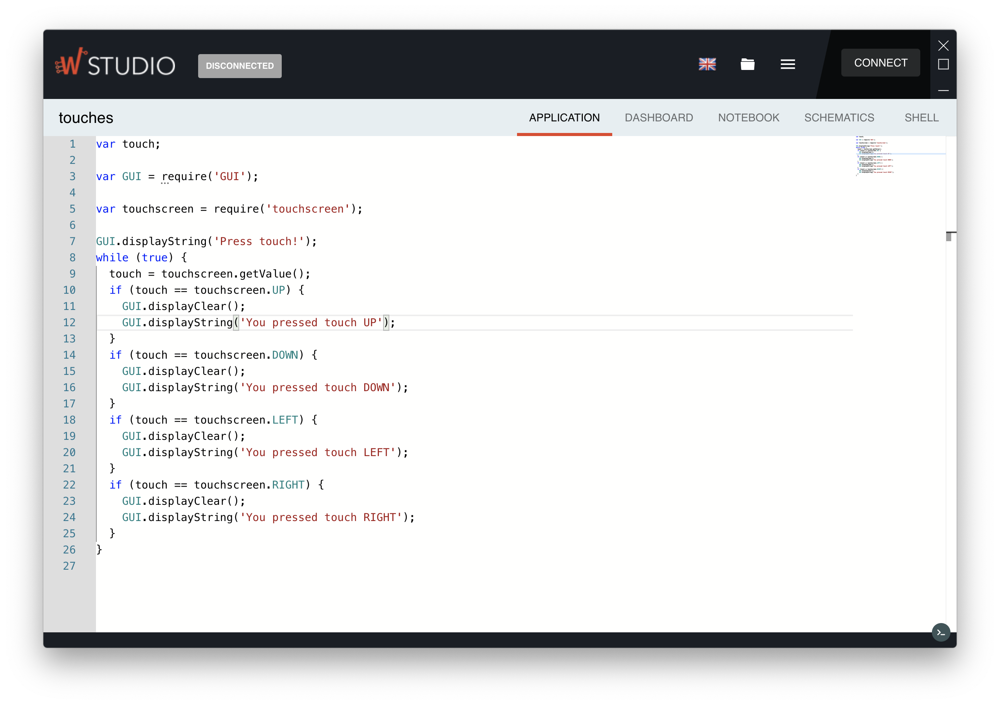 W STUDIO
DISCONNECTED
CONNECT
touches
APPLICATION DASHBOARD NOTEBOOK SCHEMATICS SHELL
1 var touch;
2
3 var GUI = require('GUI');
4
5 var touchscreen = require('touchscreen');
6
7 GUI.displayString('Press touch!');
8 while (true) {
9   touch = touchscreen.getValue();
10   if (touch == touchscreen.UP) {
11     GUI.displayClear();
12     GUI.displayString('You pressed touch UP');
13   }
14   if (touch == touchscreen.DOWN) {
15     GUI.displayClear();
16     GUI.displayString('You pressed touch DOWN');
17   }
18   if (touch == touchscreen.LEFT) {
19     GUI.displayClear();
20     GUI.displayString('You pressed touch LEFT');
21   }
22   if (touch == touchscreen.RIGHT) {
23     GUI.displayClear();
24     GUI.displayString('You pressed touch RIGHT');
25   }
26 }
27